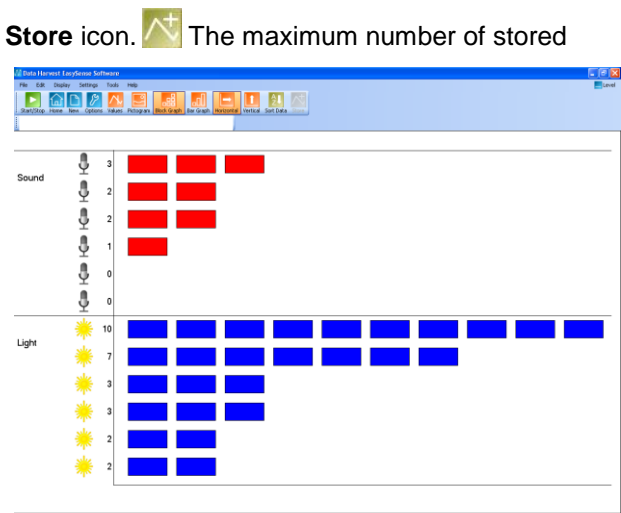 Store icon. The maximum number of stored
Data Harvest EasySense Software
File Edit Display Settings Tools Help
Level
Start/Stop Home New Options Values Pictogram Block Graph Bar Graph Horizontal Vertical Sort Data
Sound
3
2
2
1
0
0
Light
10
7
3
3
2
2